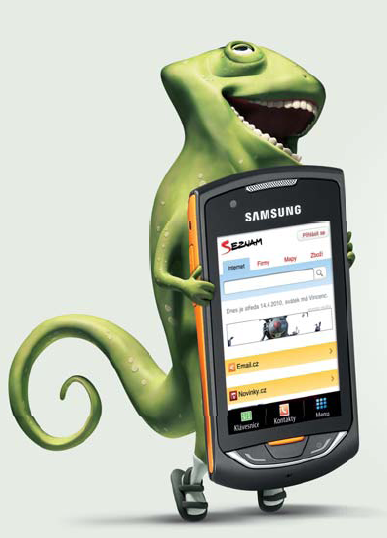 SAMSUNG
SEZNAM
Přihlásit se
Internet Firmy Mapy Zboží
Dnes je středa 14.4.2010, svátek má Vincenc.
Email.cz
Novinky.cz
Klávesnice Kontakty Menu